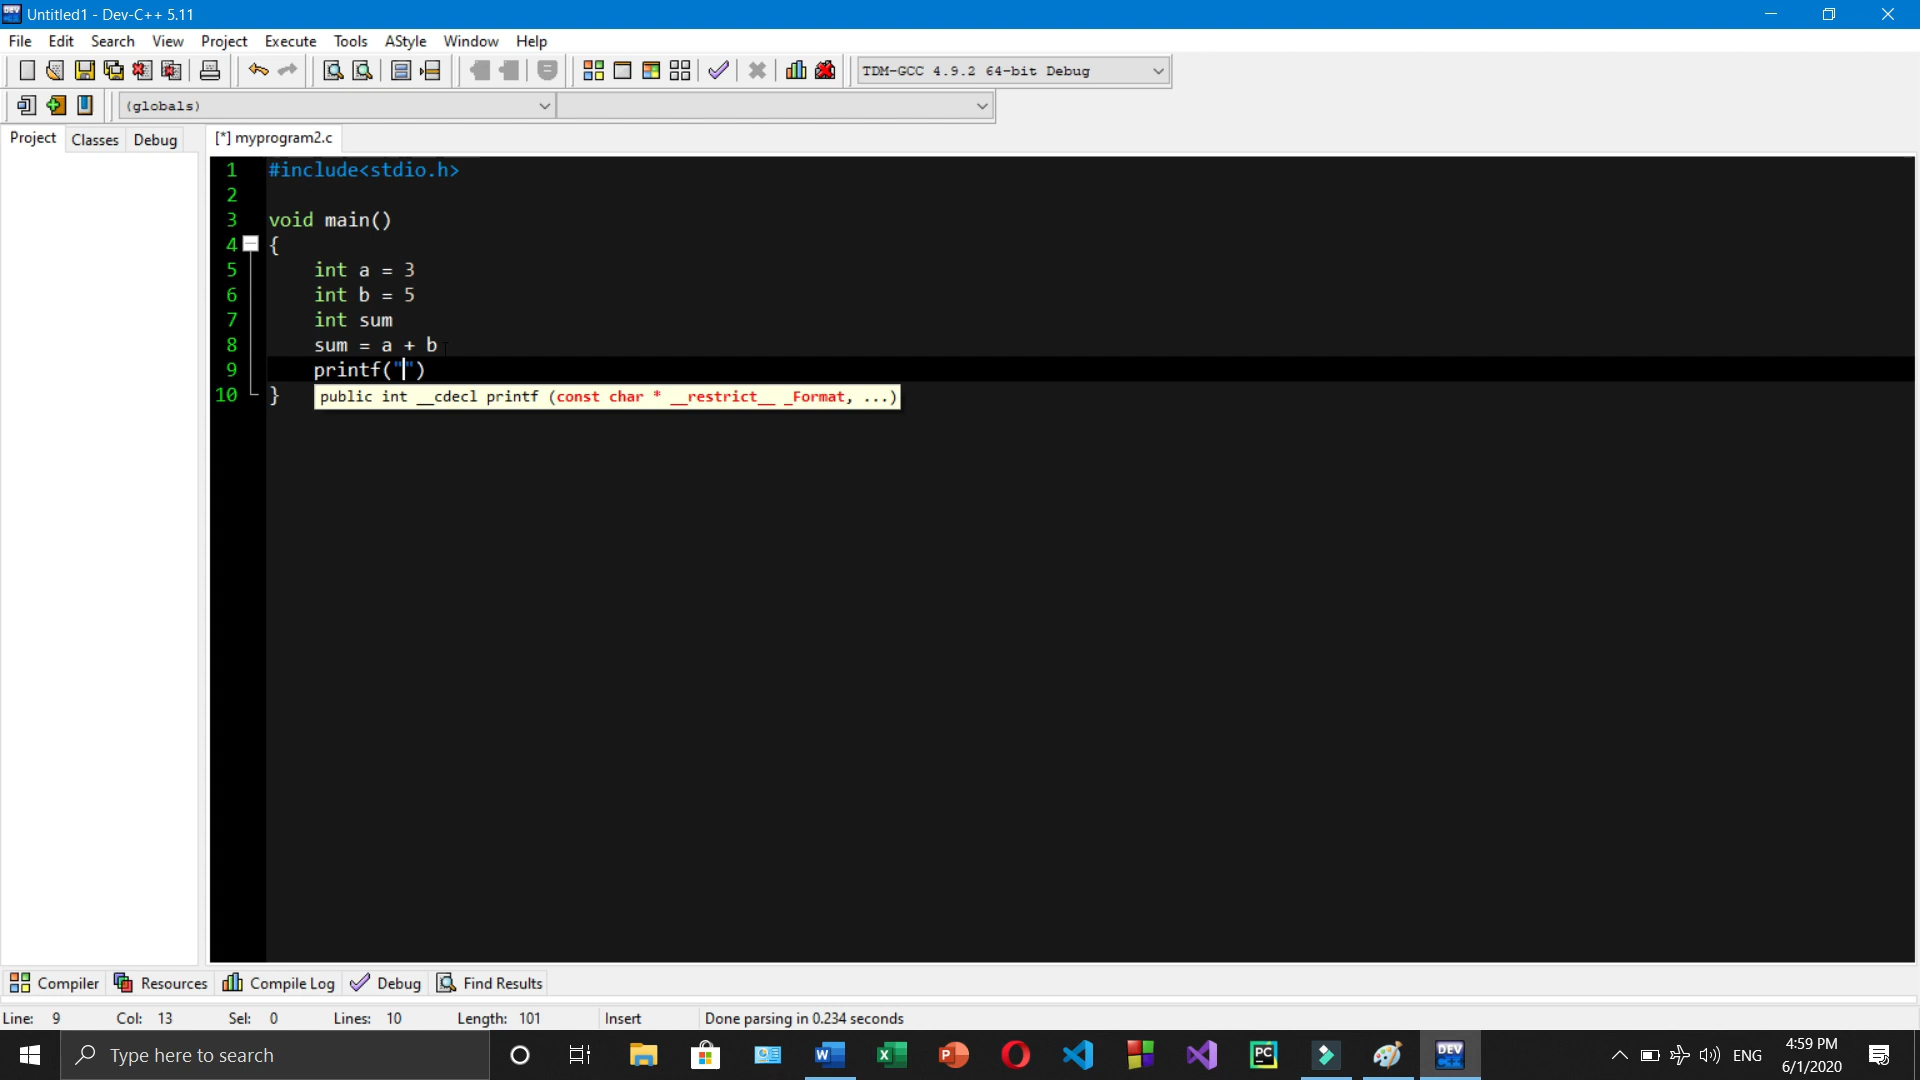 Untitled1 - Dev-C++ 5.11
File Edit Search View Project Execute Tools AStyle Window Help
TDM-GCC 4.9.2 64-bit Debug
(globals)
Project Classes Debug [*] myprogram2.c
1 #include<stdio.h>
2
3 void main()
4 {
5 int a = 3
6 int b = 5
7 int sum
8 sum = a + b
9 printf("")
10 }
public int __cdecl printf (const char * __restrict__ _Format, ...)
Compiler Resources Compile Log Debug Find Results
Line: 9 Col: 13 Sel: 0 Lines: 10 Length: 101 Insert Done parsing in 0.234 seconds
Type here to search
ENG
4:59 PM
6/1/2020